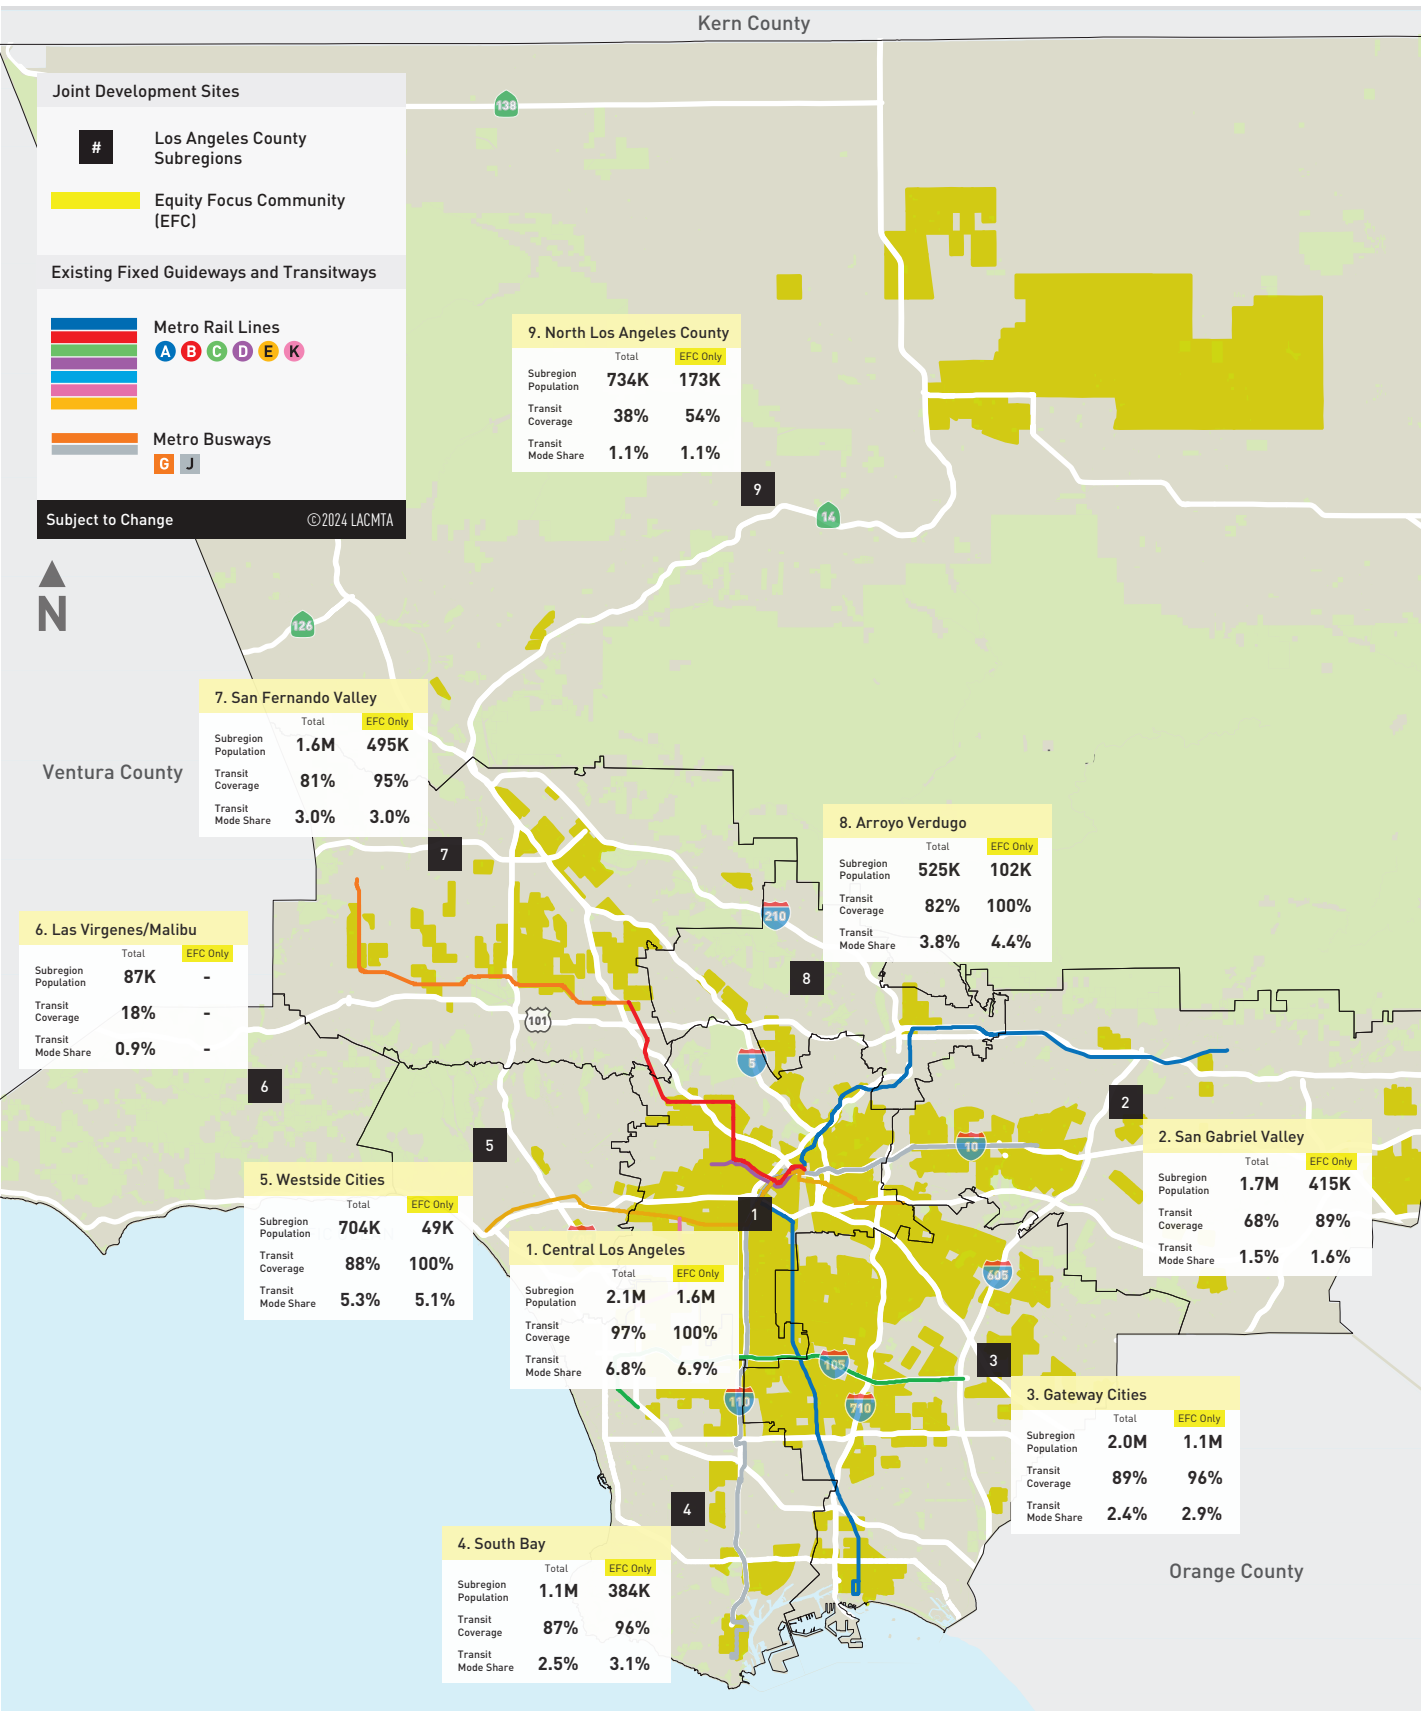 Kern County
Joint Development Sites
#
Los Angeles County
Subregions
Equity Focus Community
(EFC)
Existing Fixed Guideways and Transitways
Metro Rail Lines
A B C D E K
Metro Busways
G J
Subject to Change ©2024 LACMTA
N
138
9. North Los Angeles County
Total EFC Only
Subregion
Population 734K 173K
Transit
Coverage 38% 54%
Transit
Mode Share 1.1% 1.1%
9
14
126
7. San Fernando Valley
Total EFC Only
Subregion
Population 1.6M 495K
Transit
Coverage 81% 95%
Transit
Mode Share 3.0% 3.0%
Ventura County
7
8. Arroyo Verdugo
Total EFC Only
Subregion
Population 525K 102K
Transit
Coverage 82% 100%
Transit
Mode Share 3.8% 4.4%
210
8
6. Las Virgenes/Malibu
Total EFC Only
Subregion
Population 87K -
Transit
Coverage 18% -
Transit
Mode Share 0.9% -
101
5
6
2
5
10
2. San Gabriel Valley
Total EFC Only
Subregion
Population 1.7M 415K
Transit
Coverage 68% 89%
Transit
Mode Share 1.5% 1.6%
5. Westside Cities
Total EFC Only
Subregion
Population 704K 49K
Transit
Coverage 88% 100%
Transit
Mode Share 5.3% 5.1%
1
1. Central Los Angeles
Total EFC Only
Subregion
Population 2.1M 1.6M
Transit
Coverage 97% 100%
Transit
Mode Share 6.8% 6.9%
605
105
3
110
710
3. Gateway Cities
Total EFC Only
Subregion
Population 2.0M 1.1M
Transit
Coverage 89% 96%
Transit
Mode Share 2.4% 2.9%
4
4. South Bay
Total EFC Only
Subregion
Population 1.1M 384K
Transit
Coverage 87% 96%
Transit
Mode Share 2.5% 3.1%
Orange County